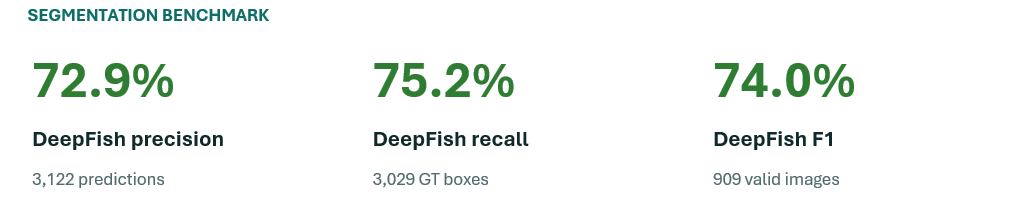 SEGMENTATION BENCHMARK
72.9%
75.2%
74.0%
DeepFish precision
DeepFish recall
DeepFish F1
3,122 predictions
3,029 GT boxes
909 valid images